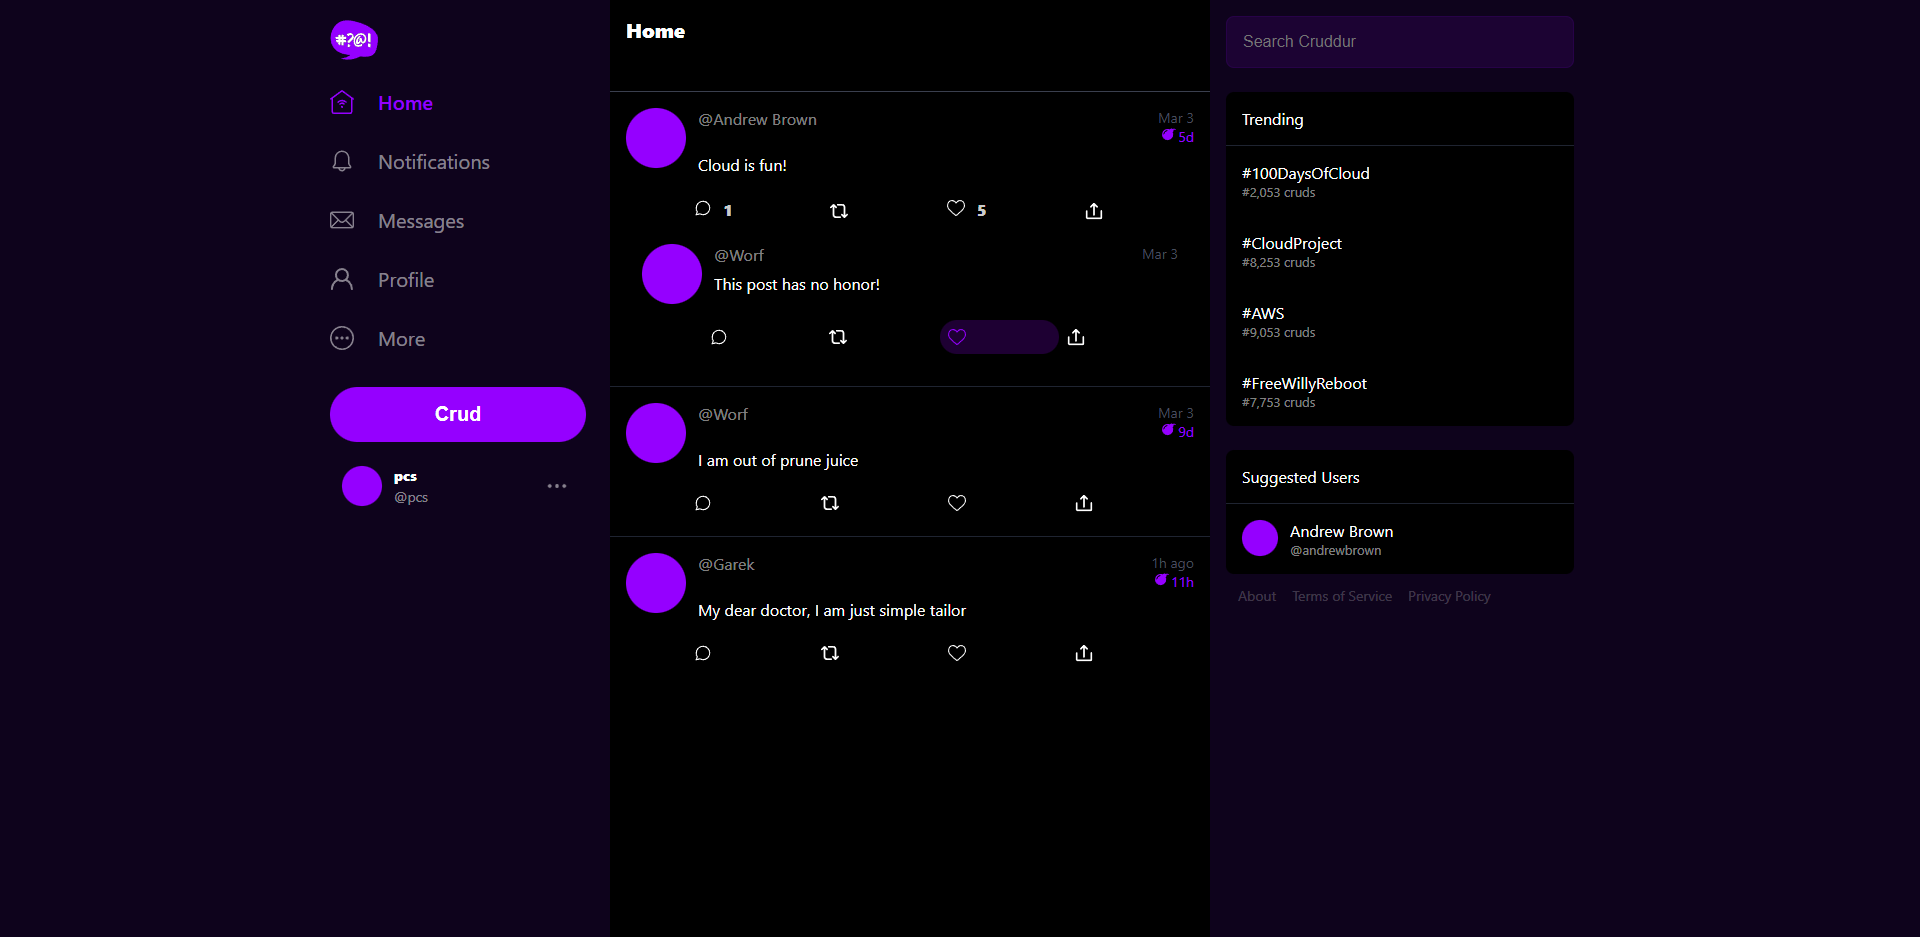 #?@!
Home
Notifications
Messages
Profile
More
Crud
pcs
@pcs
Home
@Andrew Brown
Mar 3
5d
Cloud is fun!
1
5
@Worf
Mar 3
This post has no honor!
@Worf
Mar 3
9d
I am out of prune juice
@Garek
1h ago
11h
My dear doctor, I am just simple tailor
Search Cruddur
Trending
#100DaysOfCloud
#2,053 cruds
#CloudProject
#8,253 cruds
#AWS
#9,053 cruds
#FreeWillyReboot
#7,753 cruds
Suggested Users
Andrew Brown
@andrewbrown
About Terms of Service Privacy Policy